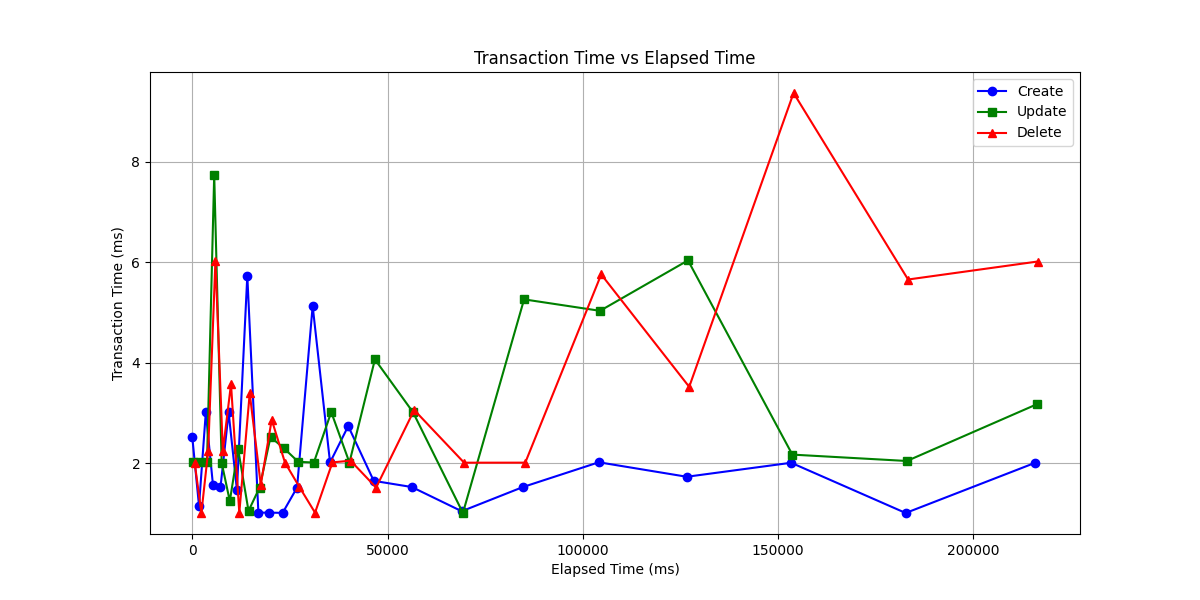 Transaction Time vs Elapsed Time
Create
Update
Delete
Transaction Time (ms)
8
6
4
2
0
50000
100000
150000
200000
Elapsed Time (ms)